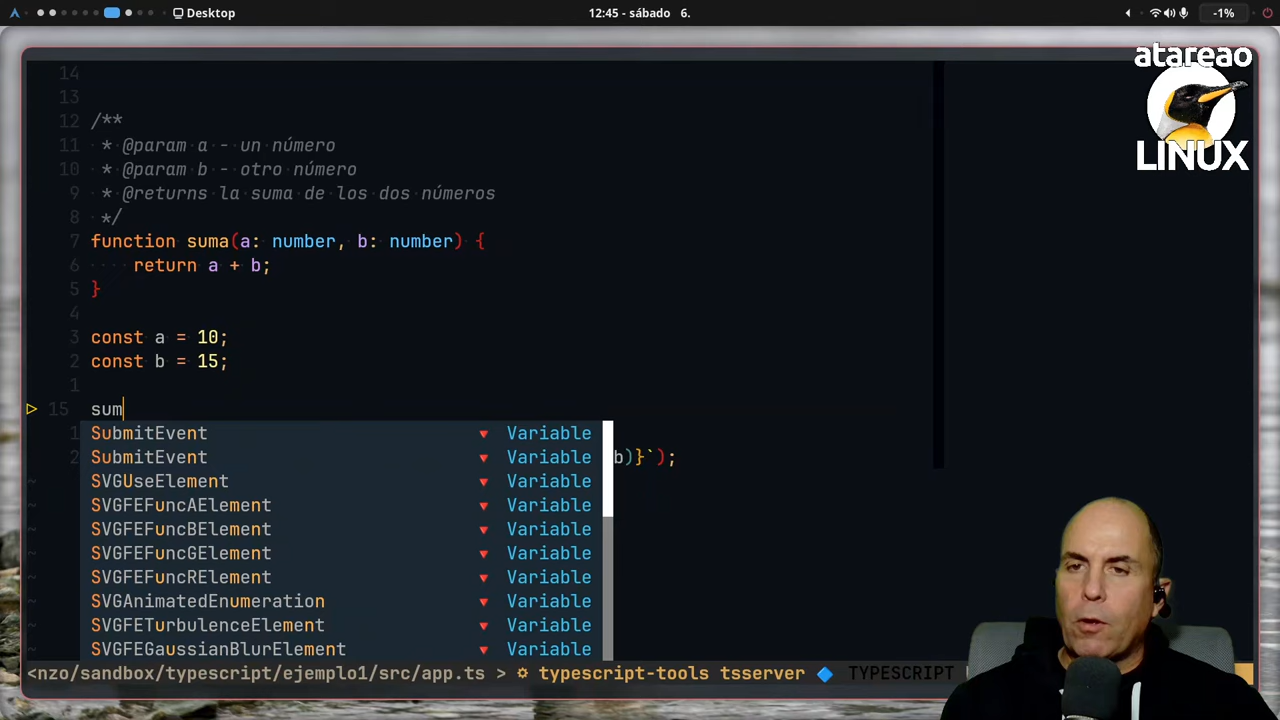 Desktop
12:45 - sábado 6.
-1%
atareao
LINUX
14
13
12 /**
11 * @param a - un número
10 * @param b - otro número
9 * @returns la suma de los dos números
8 */
7 function suma(a: number, b: number) {
6 return a + b;
5 }
4
3 const a = 10;
2 const b = 15;
1
15 sum
SubmitEvent Variable
1
SubmitEvent Variable
2 b)}`);
SVGUseElement Variable
SVGFEFuncAElement Variable
SVGFEFuncBElement Variable
SVGFEFuncGElement Variable
SVGFEFuncRElement Variable
SVGAnimatedEnumeration Variable
SVGFETurbulenceElement Variable
SVGFEGaussianBlurElement Variable
<nzo/sandbox/typescript/ejemplo1/src/app.ts > typescript-tools tsserver TYPESCRIPT